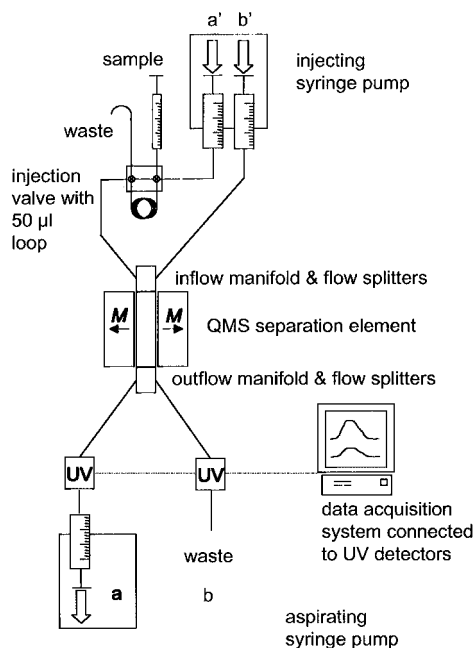 a' b'
sample
injecting
syringe pump
waste
injection
valve with
50 µl
loop
inflow manifold & flow splitters
M M
QMS separation element
outflow manifold & flow splitters
UV UV
data acquisition
system connected
to UV detectors
waste
a b
aspirating
syringe pump